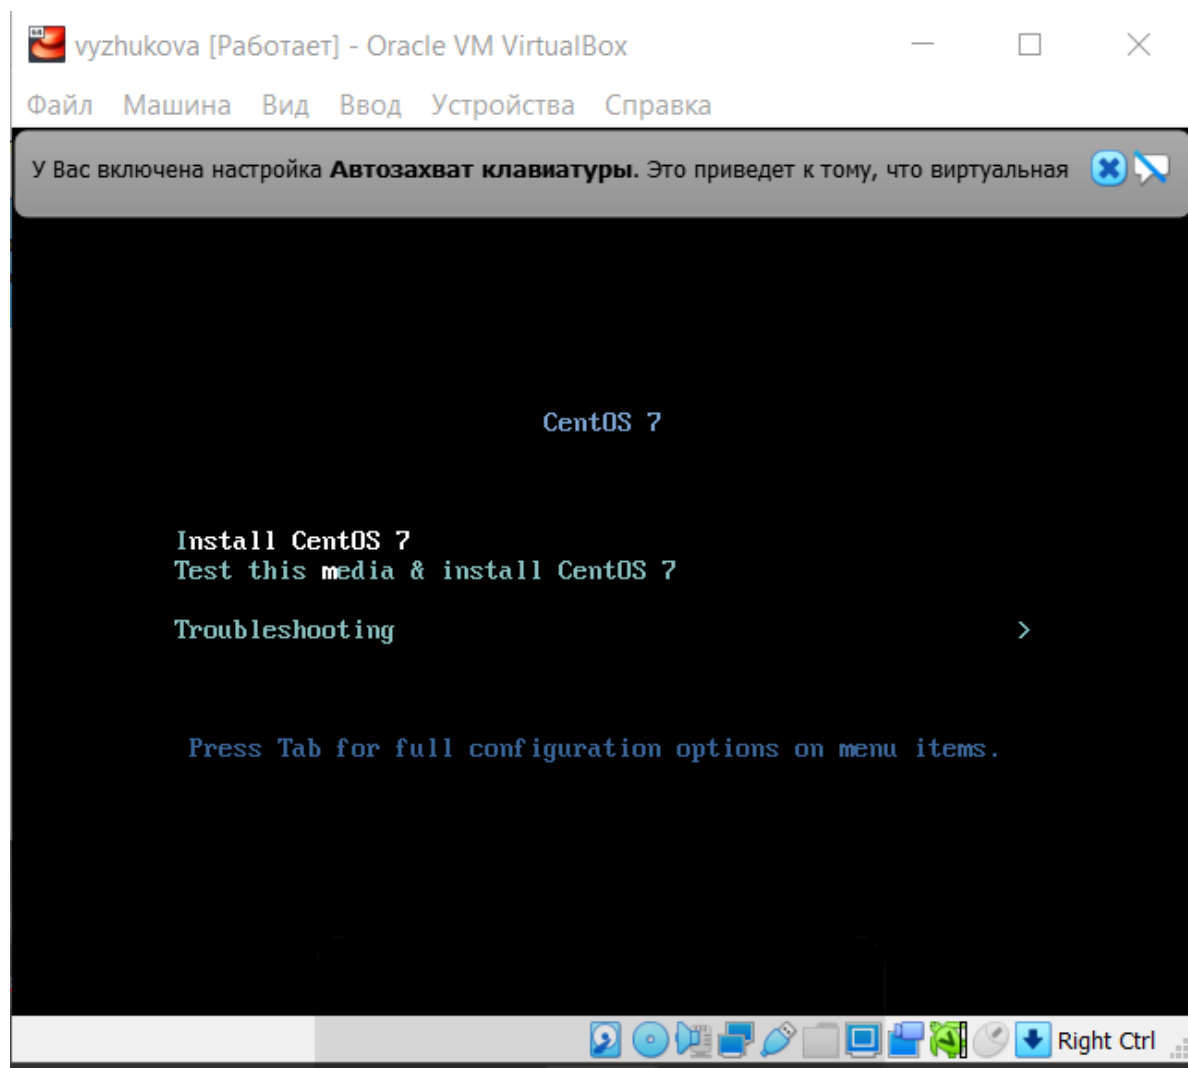 vyzhukova [Работает] - Oracle VM VirtualBox
Файл Машина Вид Ввод Устройства Справка
У Вас включена настройка Автозахват клавиатуры. Это приведет к тому, что виртуальная
CentOS 7
Install CentOS 7
Test this media & install CentOS 7
Troubleshooting >
Press Tab for full configuration options on menu items.
Right Ctrl